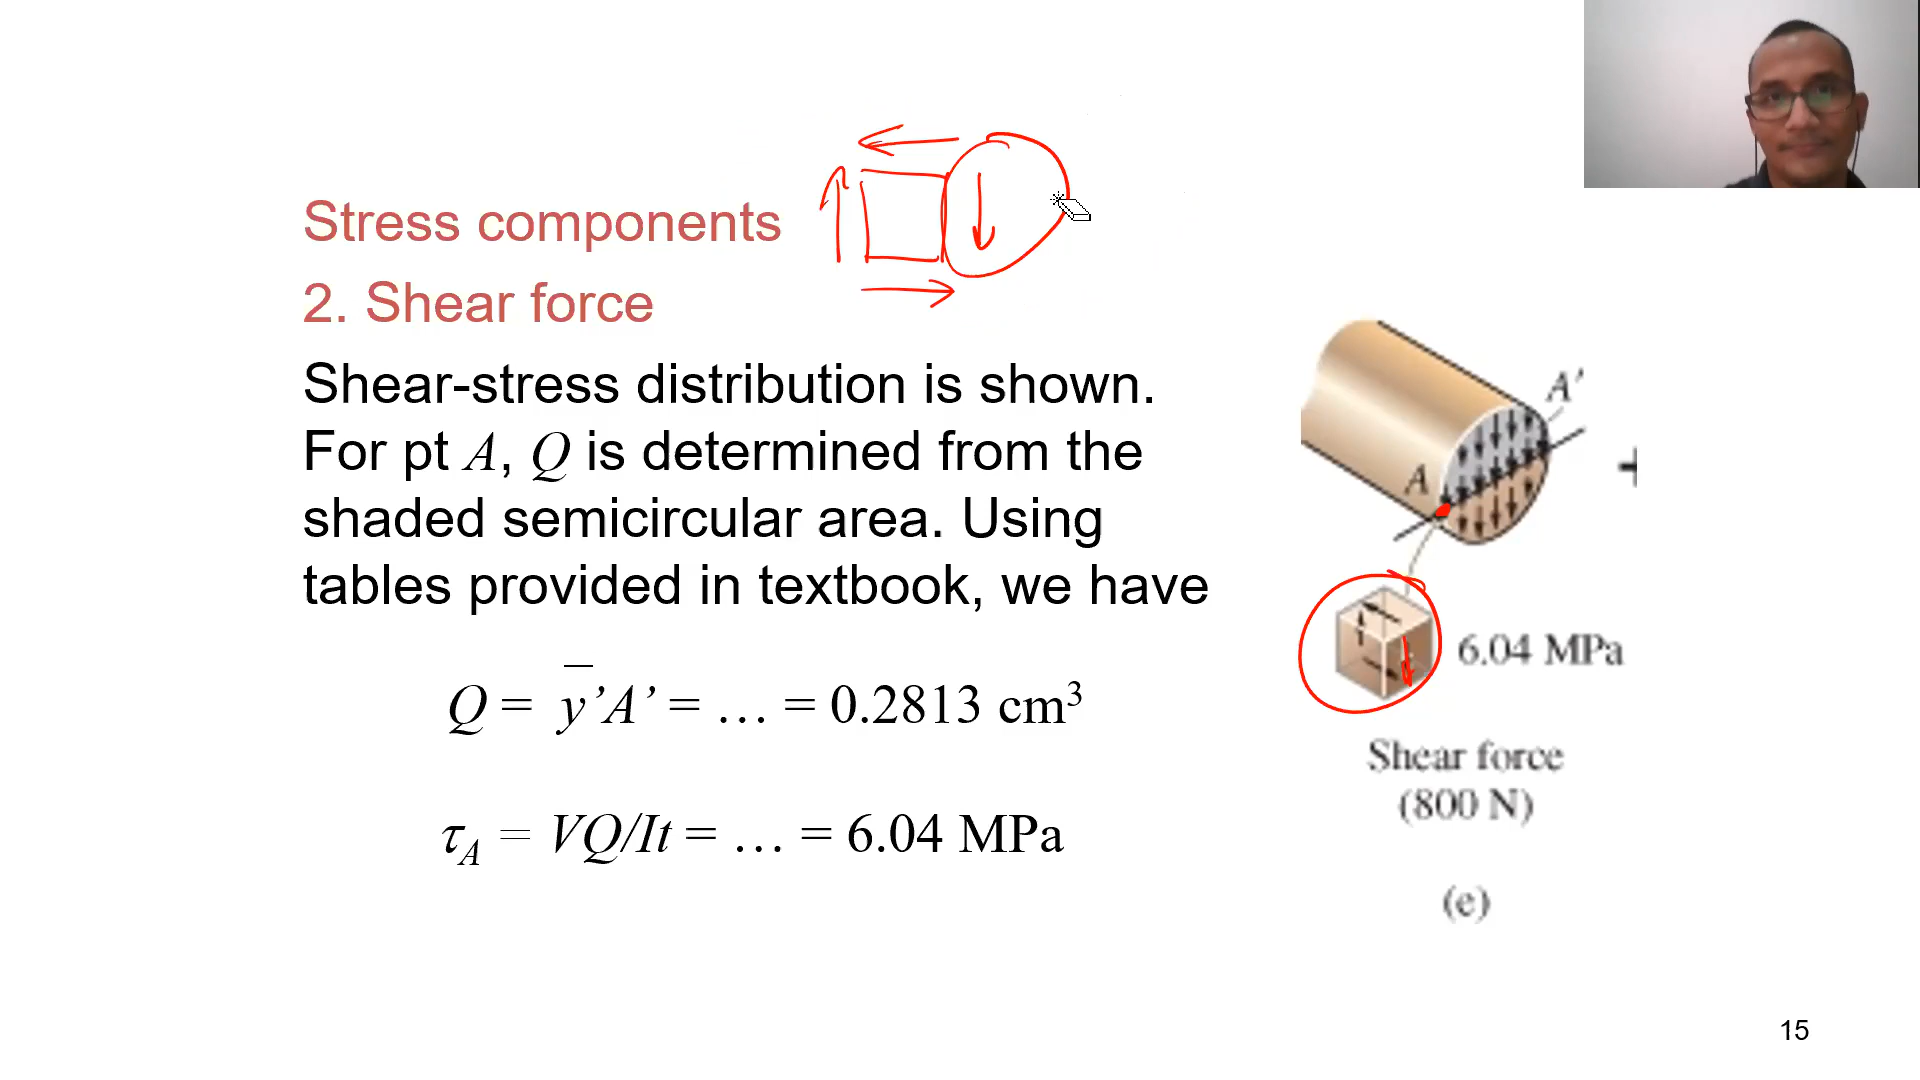 Stress components
2. Shear force
Shear-stress distribution is shown.
For pt A, Q is determined from the
shaded semicircular area. Using
tables provided in textbook, we have
Q = y̅’A’ = … = 0.2813 cm³
τ_A = VQ/It = … = 6.04 MPa
A'
A
+
6.04 MPa
Shear force
(800 N)
(e)
15